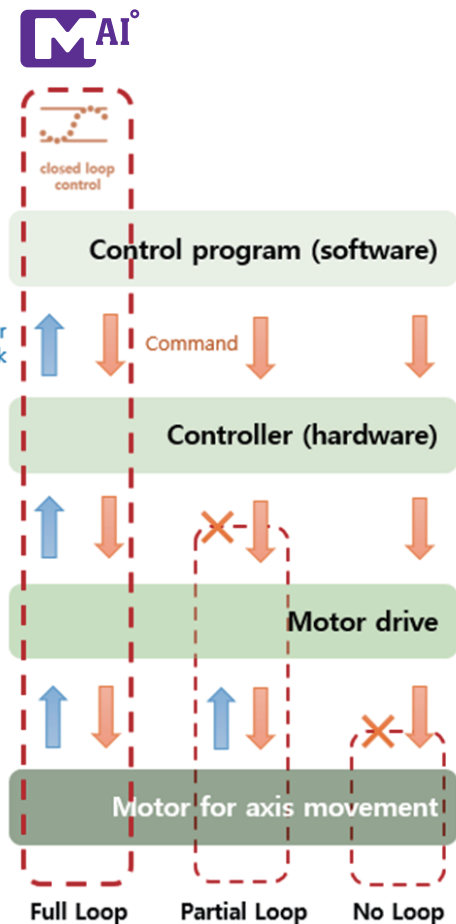 MAI
closed loop
control
Control program (software)
r
k
Command
Controller (hardware)
Motor drive
Motor for axis movement
Full Loop
Partial Loop
No Loop